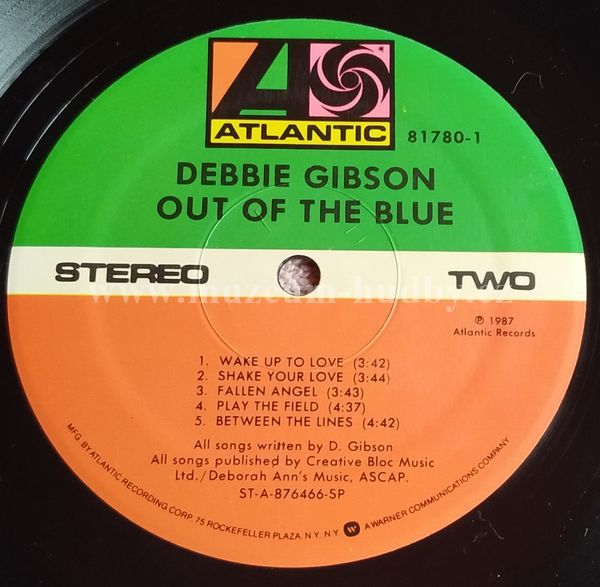 ATLANTIC 81780-1
DEBBIE GIBSON
OUT OF THE BLUE
STEREO TWO
www.muzeum-hudby.cz
℗ 1987
Atlantic Records
1. WAKE UP TO LOVE (3:42)
2. SHAKE YOUR LOVE (3:44)
3. FALLEN ANGEL (3:43)
4. PLAY THE FIELD (4:37)
5. BETWEEN THE LINES (4:42)
All songs written by D. Gibson
All songs published by Creative Bloc Music
Ltd./Deborah Ann's Music, ASCAP.
ST-A-876466-SP
MFG. BY ATLANTIC RECORDING CORP. 75 ROCKEFELLER PLAZA, N.Y. N.Y. A WARNER COMMUNICATIONS COMPANY